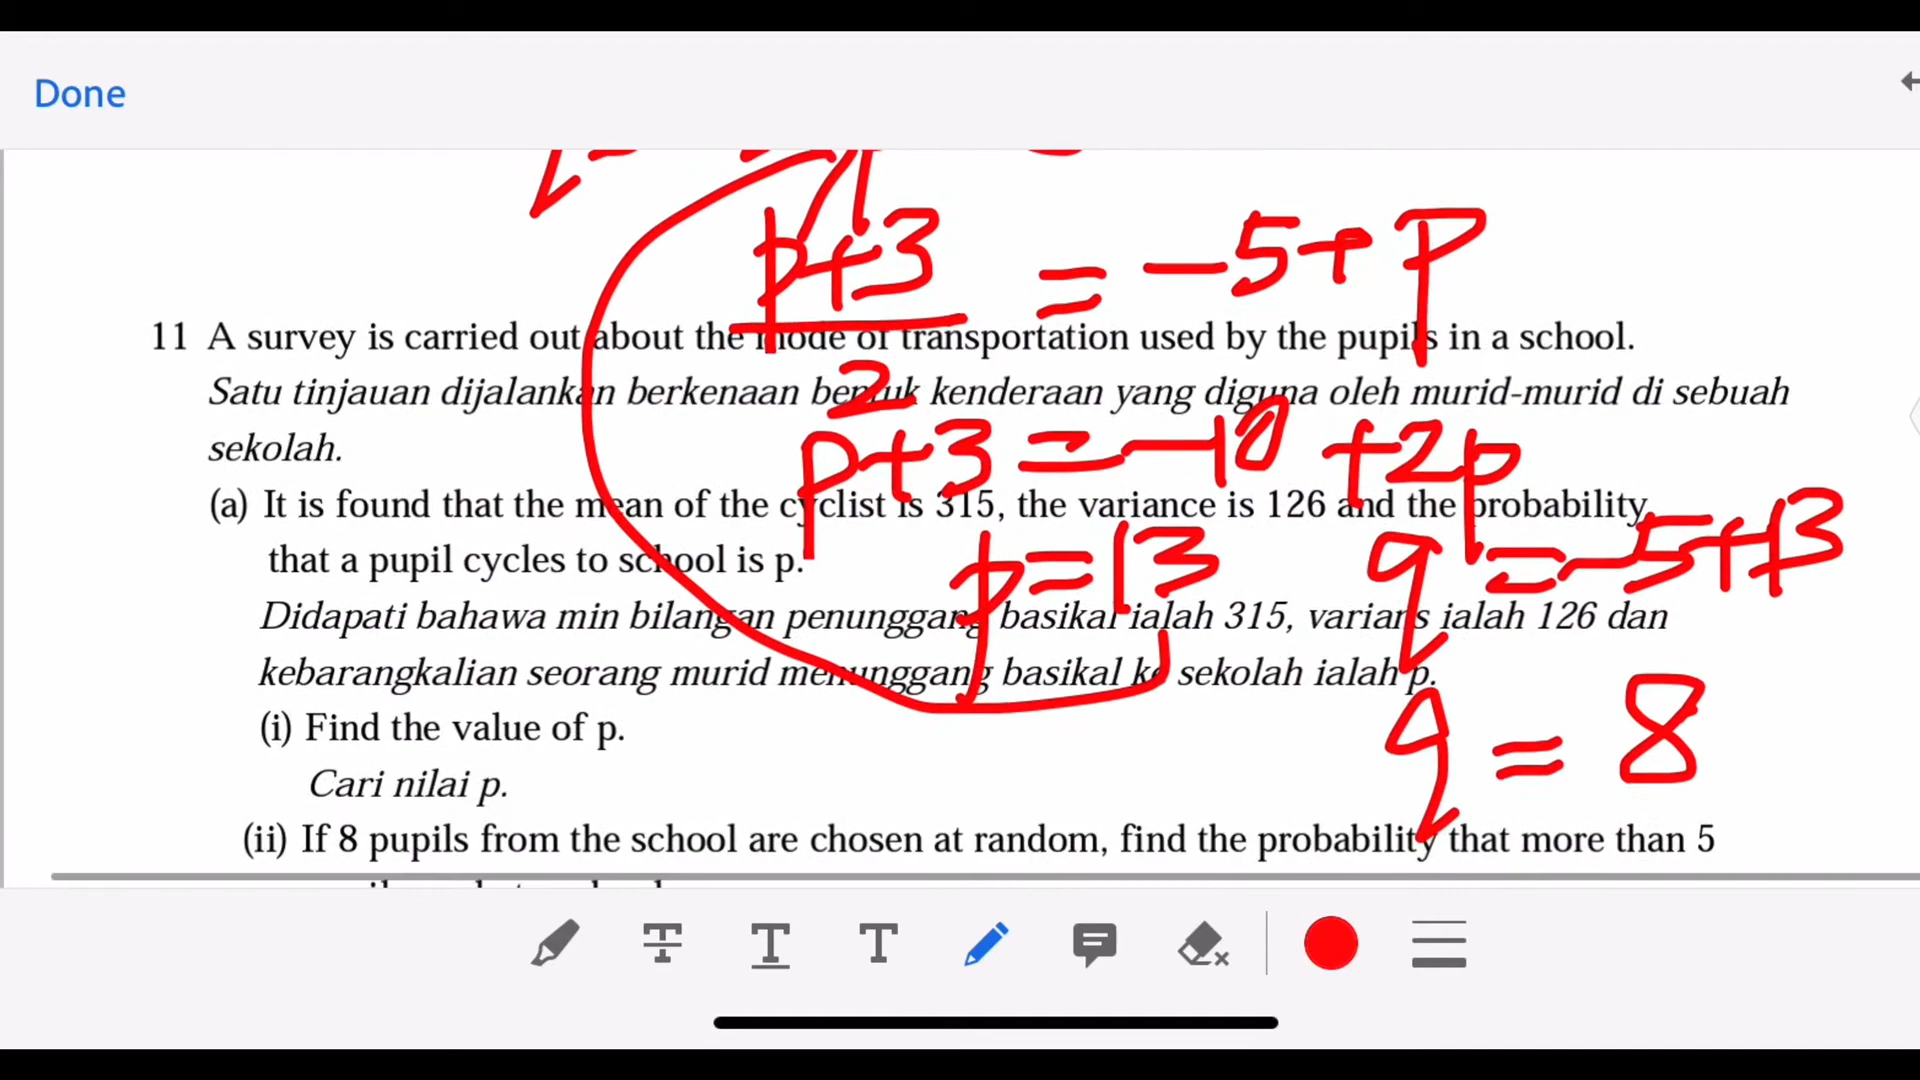 Done
p+3 = -5+p
11 A survey is carried out about the mode of transportation used by the pupils in a school.
2
Satu tinjauan dijalankan berkenaan bentuk kenderaan yang diguna oleh murid-murid di sebuah
sekolah.
p+3=-10+2p
(a) It is found that the mean of the cyclist is 315, the variance is 126 and the probability
that a pupil cycles to school is p.
p=13
q=-5+13
Didapati bahawa min bilangan penunggang basikal ialah 315, varians ialah 126 dan
kebarangkalian seorang murid menunggang basikal ke sekolah ialah p.
(i) Find the value of p.
q = 8
Cari nilai p.
(ii) If 8 pupils from the school are chosen at random, find the probability that more than 5
T T T